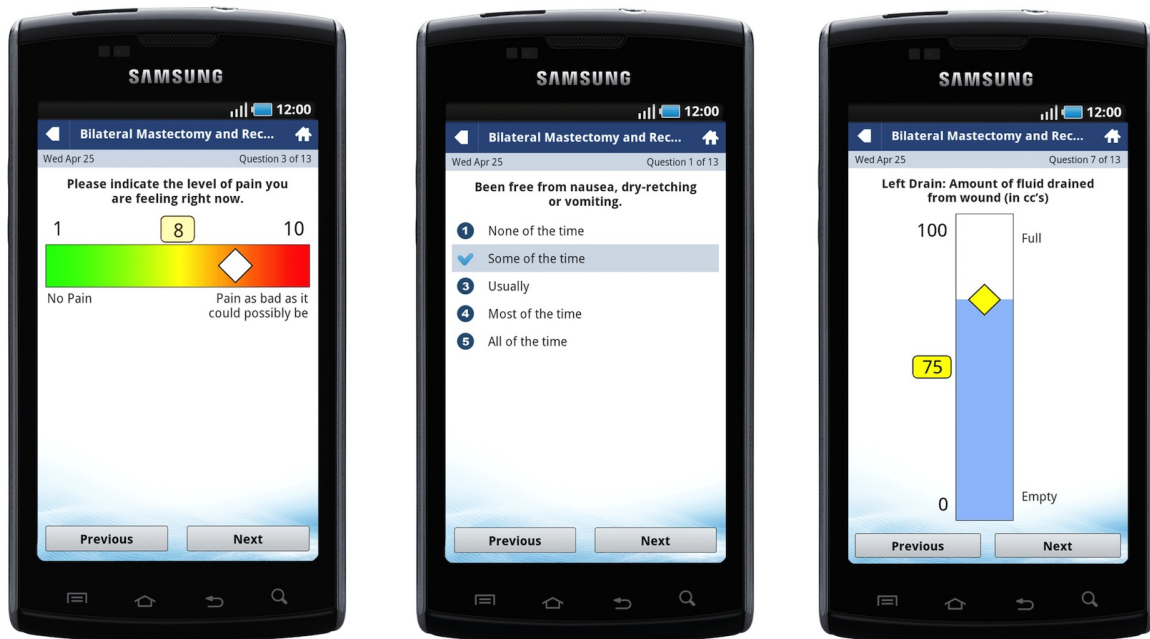 SAMSUNG
12:00
Bilateral Mastectomy and Rec...
Wed Apr 25 Question 3 of 13
Please indicate the level of pain you
are feeling right now.
1 8 10
No Pain Pain as bad as it
could possibly be
Previous Next
SAMSUNG
12:00
Bilateral Mastectomy and Rec...
Wed Apr 25 Question 1 of 13
Been free from nausea, dry-retching
or vomiting.
1 None of the time
Some of the time
3 Usually
4 Most of the time
5 All of the time
Previous Next
SAMSUNG
12:00
Bilateral Mastectomy and Rec...
Wed Apr 25 Question 7 of 13
Left Drain: Amount of fluid drained
from wound (in cc's)
100 Full
75
0 Empty
Previous Next